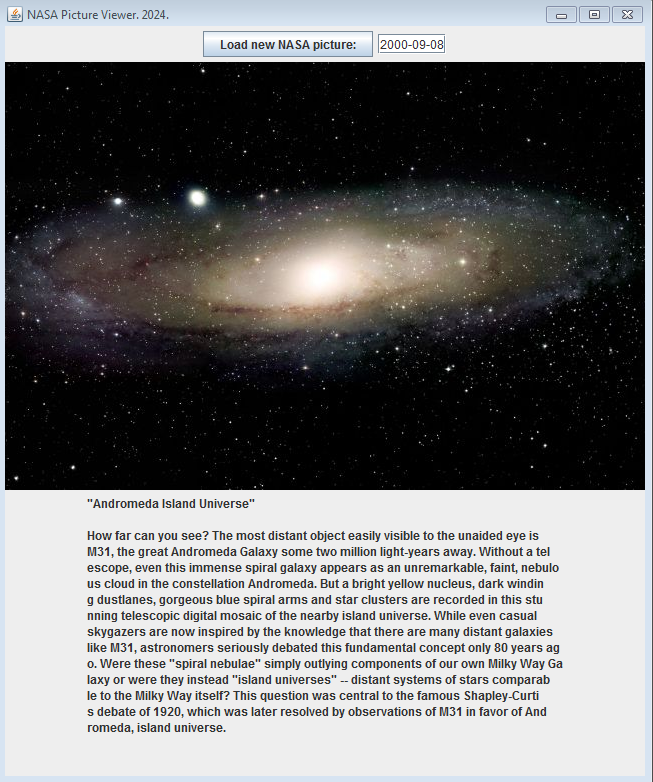 NASA Picture Viewer. 2024.
Load new NASA picture: 2000-09-08
"Andromeda Island Universe"
How far can you see? The most distant object easily visible to the unaided eye is
M31, the great Andromeda Galaxy some two million light-years away. Without a tel
escope, even this immense spiral galaxy appears as an unremarkable, faint, nebulo
us cloud in the constellation Andromeda. But a bright yellow nucleus, dark windin
g dustlanes, gorgeous blue spiral arms and star clusters are recorded in this stu
nning telescopic digital mosaic of the nearby island universe. While even casual
skygazers are now inspired by the knowledge that there are many distant galaxies
like M31, astronomers seriously debated this fundamental concept only 80 years ag
o. Were these "spiral nebulae" simply outlying components of our own Milky Way Ga
laxy or were they instead "island universes" -- distant systems of stars comparab
le to the Milky Way itself? This question was central to the famous Shapley-Curti
s debate of 1920, which was later resolved by observations of M31 in favor of And
romeda, island universe.